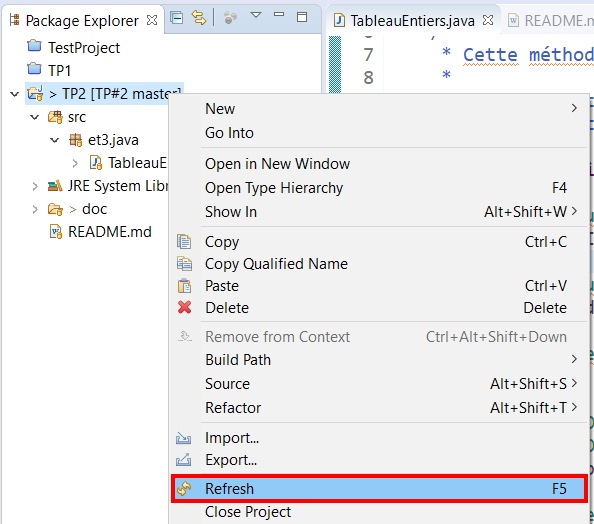 Package Explorer
TableauEntiers.java
README.m
TestProject
TP1
> TP2 [TP#2 master]
src
et3.java
TableauE
JRE System Libr
> doc
README.md
7 * Cette méthod
8 *
New
Go Into
Open in New Window
Open Type Hierarchy F4
Show In Alt+Shift+W
Copy Ctrl+C
Copy Qualified Name
Paste Ctrl+V
Delete Delete
Remove from Context Ctrl+Alt+Shift+Down
Build Path
Source Alt+Shift+S
Refactor Alt+Shift+T
Import...
Export...
Refresh F5
Close Project